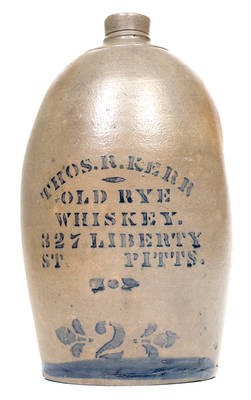 THOS. R. KERR
OLD RYE
WHISKEY.
327 LIBERTY
ST PITTS.
2